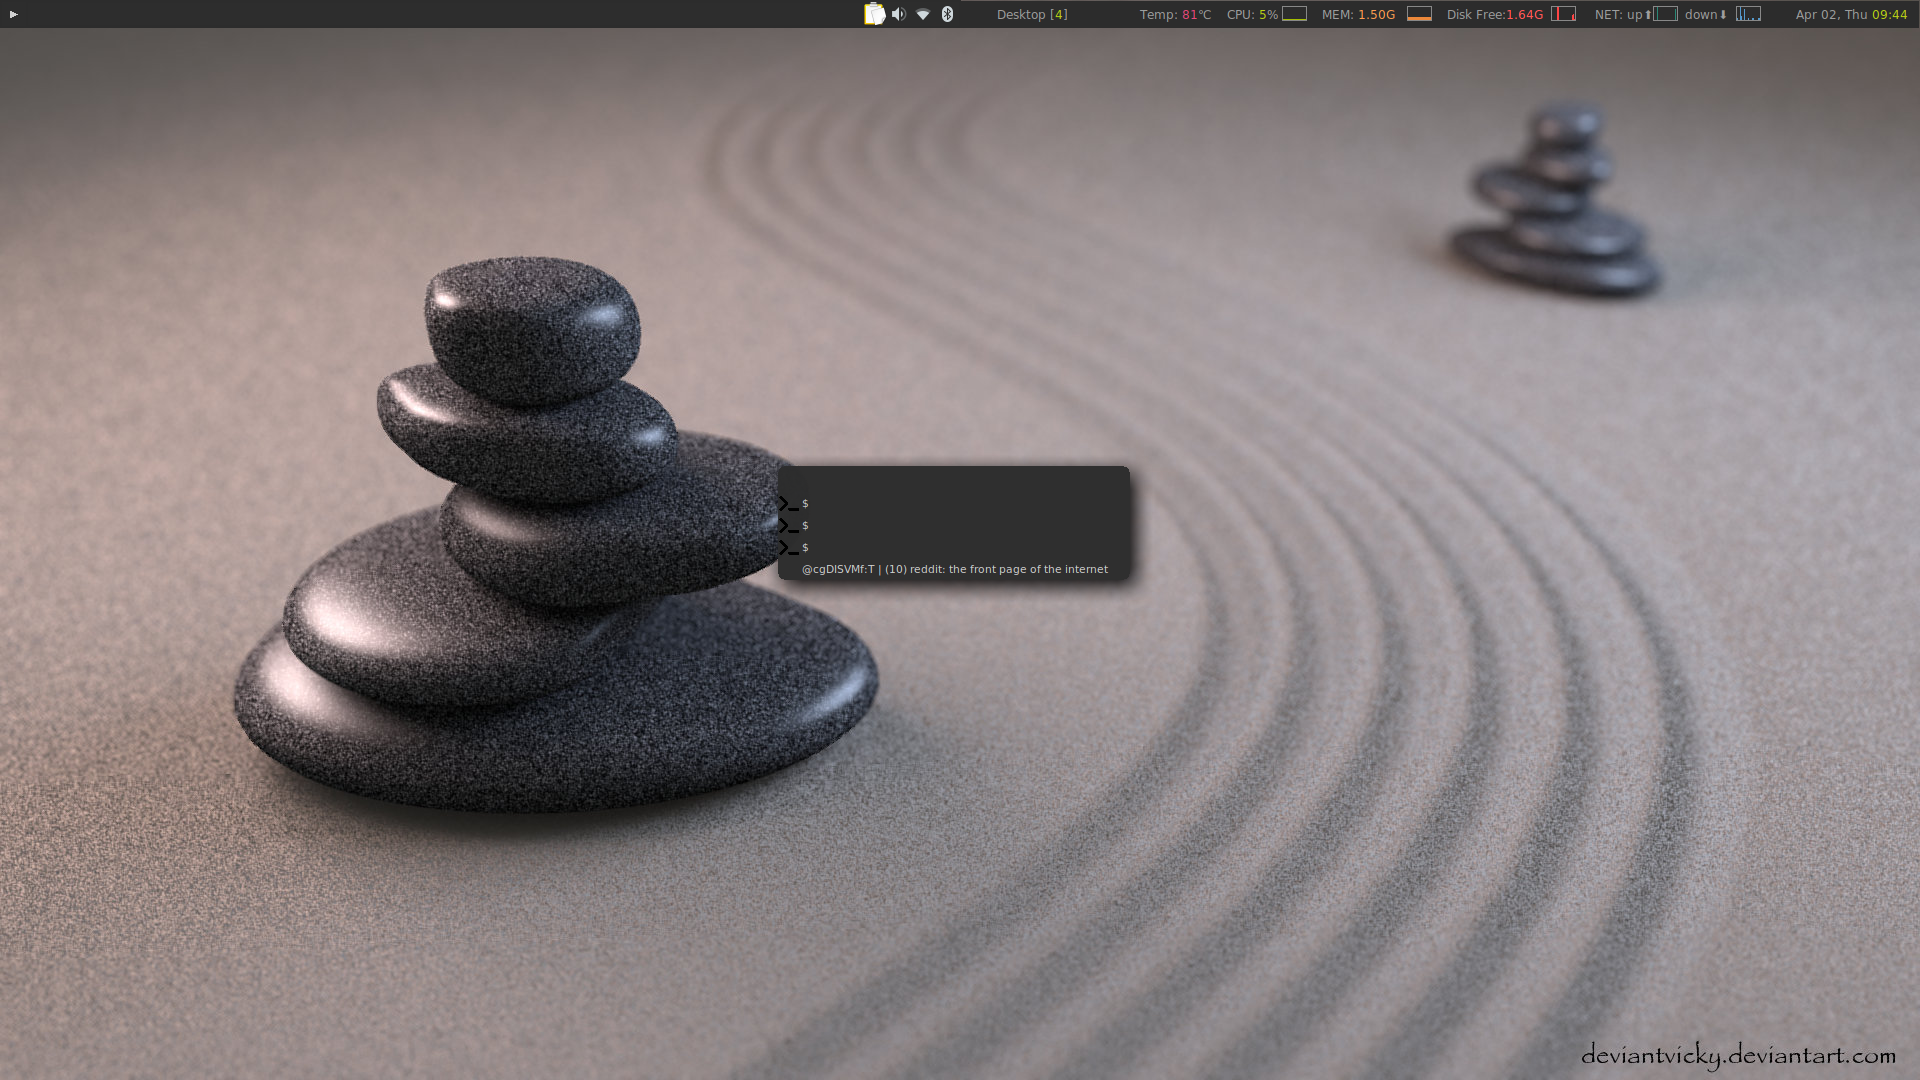 Desktop [4] Temp: 81°C CPU: 5% MEM: 1.50G Disk Free:1.64G NET: up⬆ down⬇ Apr 02, Thu 09:44
$
$
$
@cgDISVMf:T | (10) reddit: the front page of the internet
deviantvicky.deviantart.com